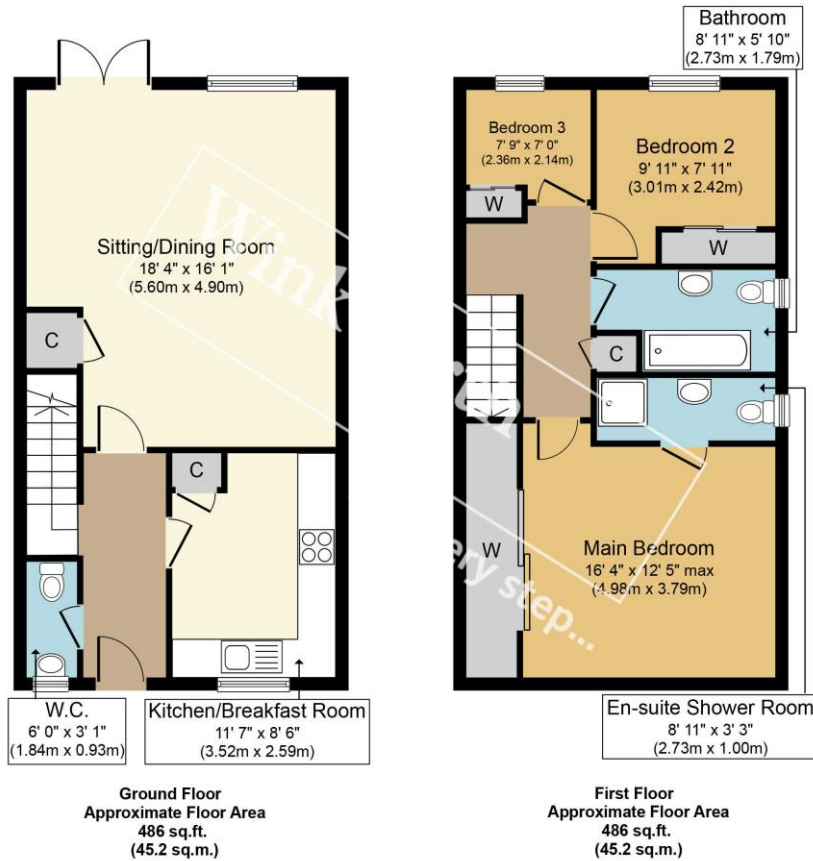 Bathroom
8' 11" x 5' 10"
(2.73m x 1.79m)
Bedroom 3
7' 9" x 7' 0"
(2.36m x 2.14m)
Bedroom 2
9' 11" x 7' 11"
(3.01m x 2.42m)
W
W
Sitting/Dining Room
18' 4" x 16' 1"
(5.60m x 4.90m)
Wink
C
C
C
W
Main Bedroom
16' 4" x 12' 5" max
(4.98m x 3.79m)
ery step...
W.C.
6' 0" x 3' 1"
(1.84m x 0.93m)
Kitchen/Breakfast Room
11' 7" x 8' 6"
(3.52m x 2.59m)
En-suite Shower Room
8' 11" x 3' 3"
(2.73m x 1.00m)
Ground Floor
Approximate Floor Area
486 sq.ft.
(45.2 sq.m.)
First Floor
Approximate Floor Area
486 sq.ft.
(45.2 sq.m.)